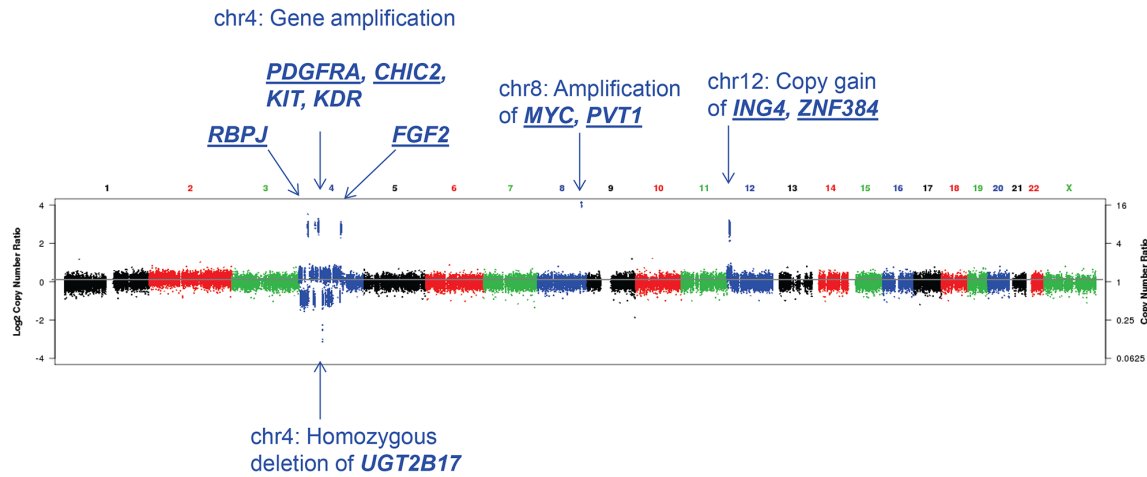 chr4: Gene amplification
PDGFRA, CHIC2,
KIT, KDR
RBPJ
FGF2
chr8: Amplification
of MYC, PVT1
chr12: Copy gain
of ING4, ZNF384
1 2 3 4 5 6 7 8 9 10 11 12 13 14 15 16 17 18 19 20 21 22 X
Log2 Copy Number Ratio
4
2
0
-2
-4
16
4
1
0.25
0.0625
Copy Number Ratio
chr4: Homozygous
deletion of UGT2B17